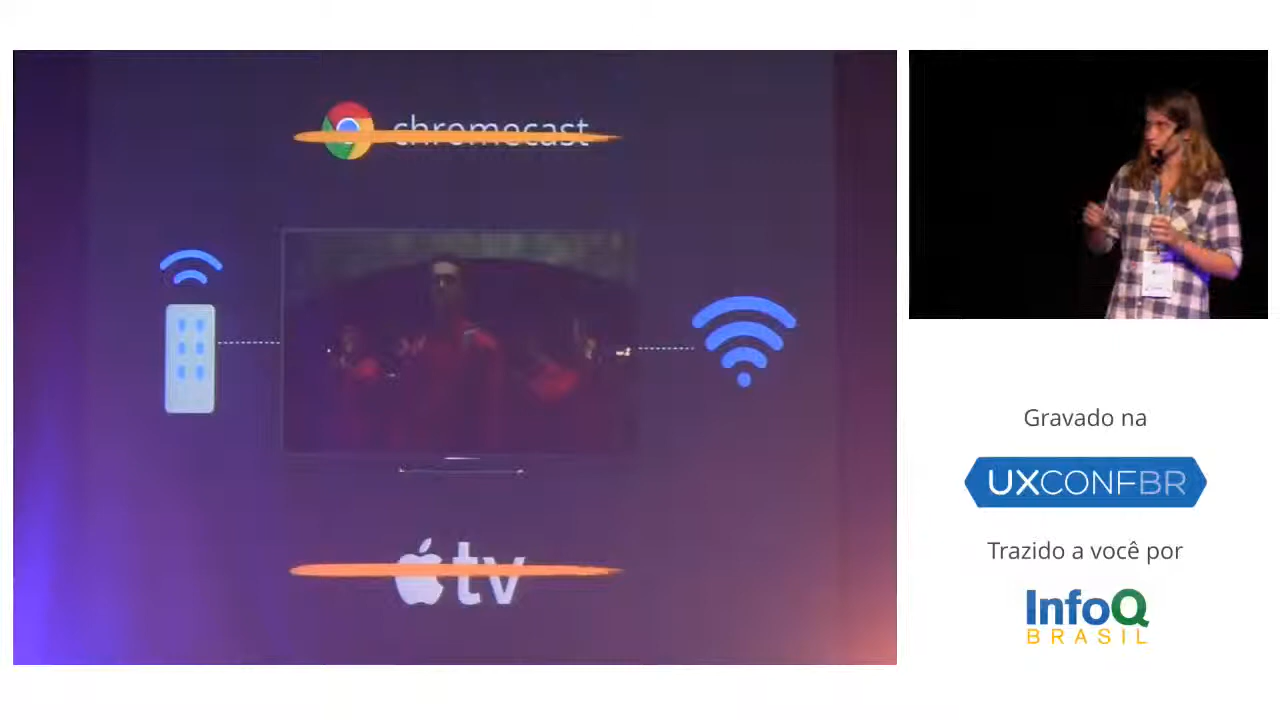 chromecast
tv
Gravado na
UXCONFBR
Trazido a você por
InfoQ
BRASIL